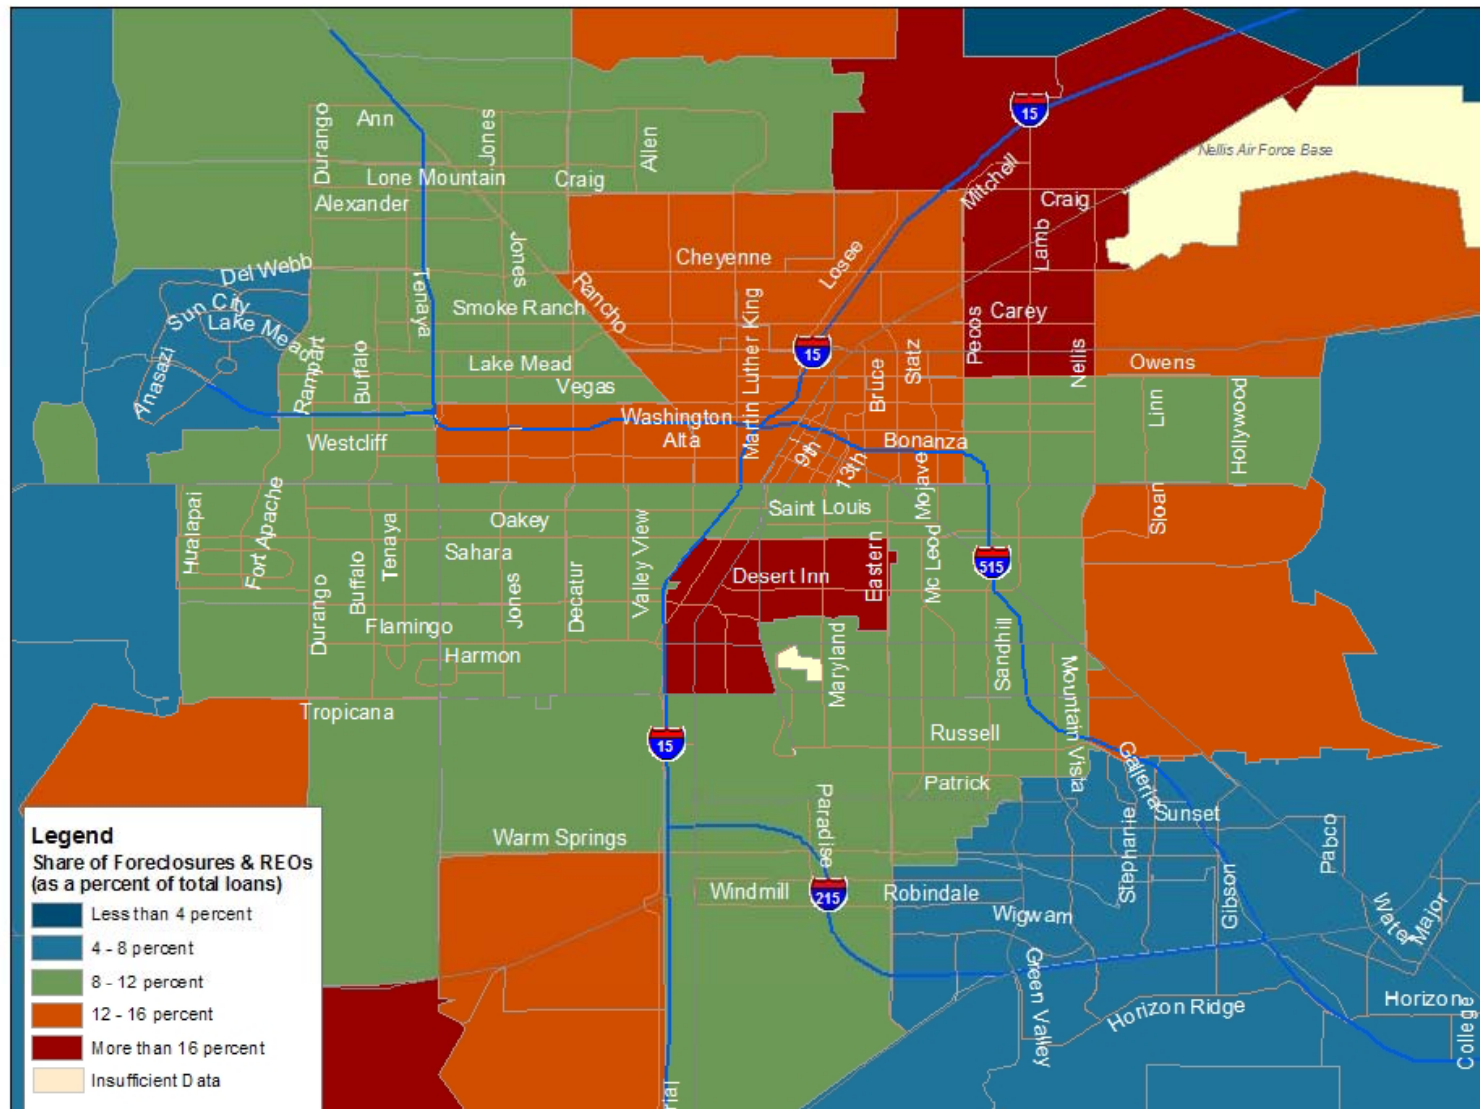 15
Nellis Air Force Base
Ann
Durango
Jones
Allen
Lone Mountain
Craig
Alexander
Mitchell
Craig
Lamb
Jones
Cheyenne
Losee
Del Webb
Sun City
Lake Mead
Tenaya
Smoke Ranch
Rancho
Martin Luther King
15
Carey
Pecos
Nellis
Anasazi
Rampart
Buffalo
Lake Mead
Vegas
Bruce
Statz
Owens
Linn
Hollywood
Washington
Westcliff
Alta
9th
13th
Bonanza
Mojave
Hualapai
Fort Apache
Tenaya
Oakey
Saint Louis
Sloan
Sahara
Valley View
Desert Inn
Eastern
Mc Leod
515
Durango
Buffalo
Jones
Decatur
Flamingo
Harmon
Maryland
Sandhill
Mountain Vista
Tropicana
15
Russell
Galleria
Patrick
Paradise
Sunset
Stephanie
Pabco
Warm Springs
Windmill
215
Robindale
Wigwam
Gibson
Water
Major
Green Valley
Horizon Ridge
Horizon
College
rial
Legend
Share of Foreclosures & REOs
(as a percent of total loans)
Less than 4 percent
4 - 8 percent
8 - 12 percent
12 - 16 percent
More than 16 percent
Insufficient Data